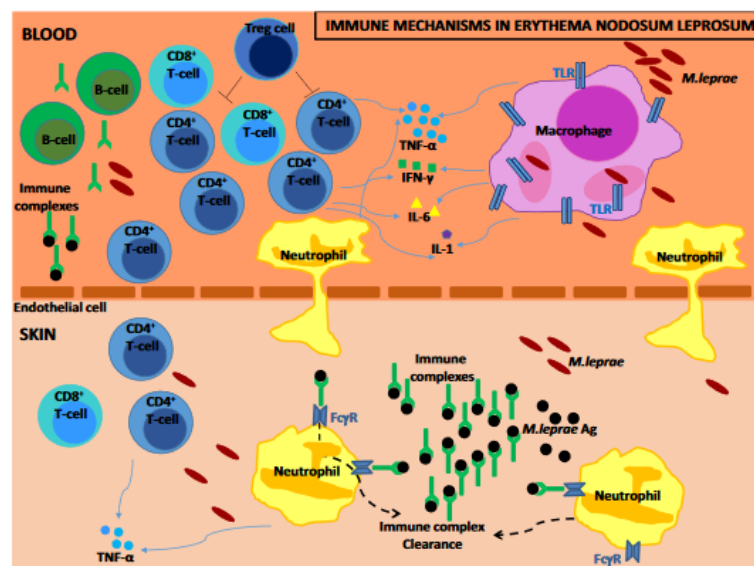 IMMUNE MECHANISMS IN ERYTHEMA NODOSUM LEPROSUM
BLOOD
Treg cell
CD8⁺
T-cell
B-cell
B-cell
CD4⁺
T-cell
CD8⁺
T-cell
CD4⁺
T-cell
CD4⁺
T-cell
CD4⁺
T-cell
CD4⁺
T-cell
Immune
complexes
TNF-α
IFN-γ
IL-6
IL-1
TLR
M.leprae
Macrophage
TLR
Neutrophil
Neutrophil
Endothelial cell
SKIN
CD4⁺
T-cell
CD8⁺
T-cell
CD4⁺
T-cell
TNF-α
Immune
complexes
M.leprae
FcγR
M.leprae Ag
Neutrophil
Neutrophil
Immune complex
Clearance
FcγR